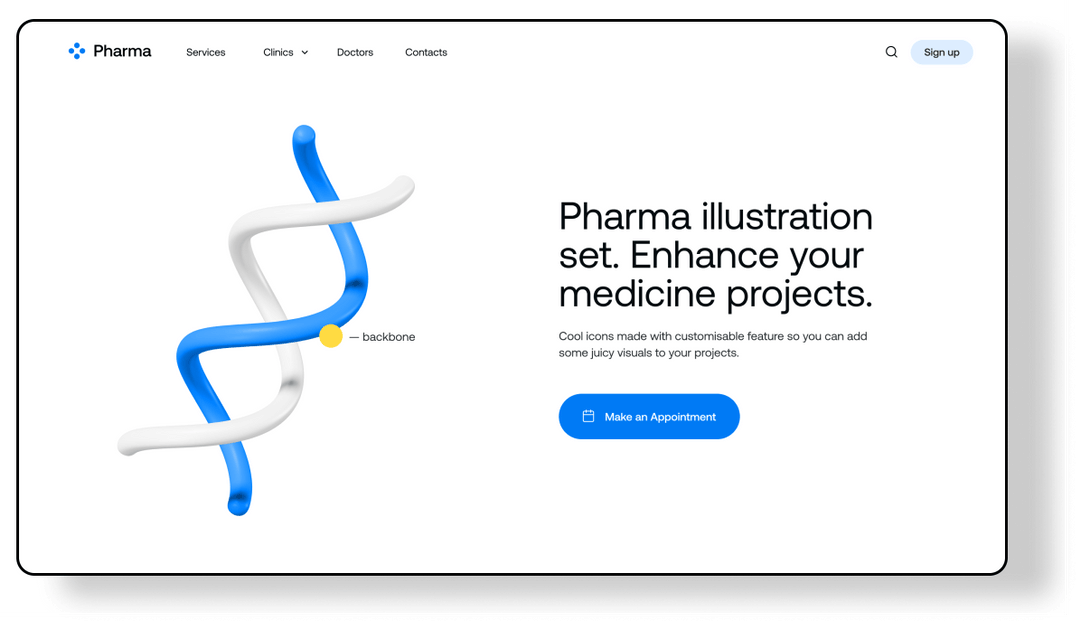 Pharma Services Clinics Doctors Contacts Sign up
— backbone
Pharma illustration
set. Enhance your
medicine projects.
Cool icons made with customisable feature so you can add
some juicy visuals to your projects.
Make an Appointment